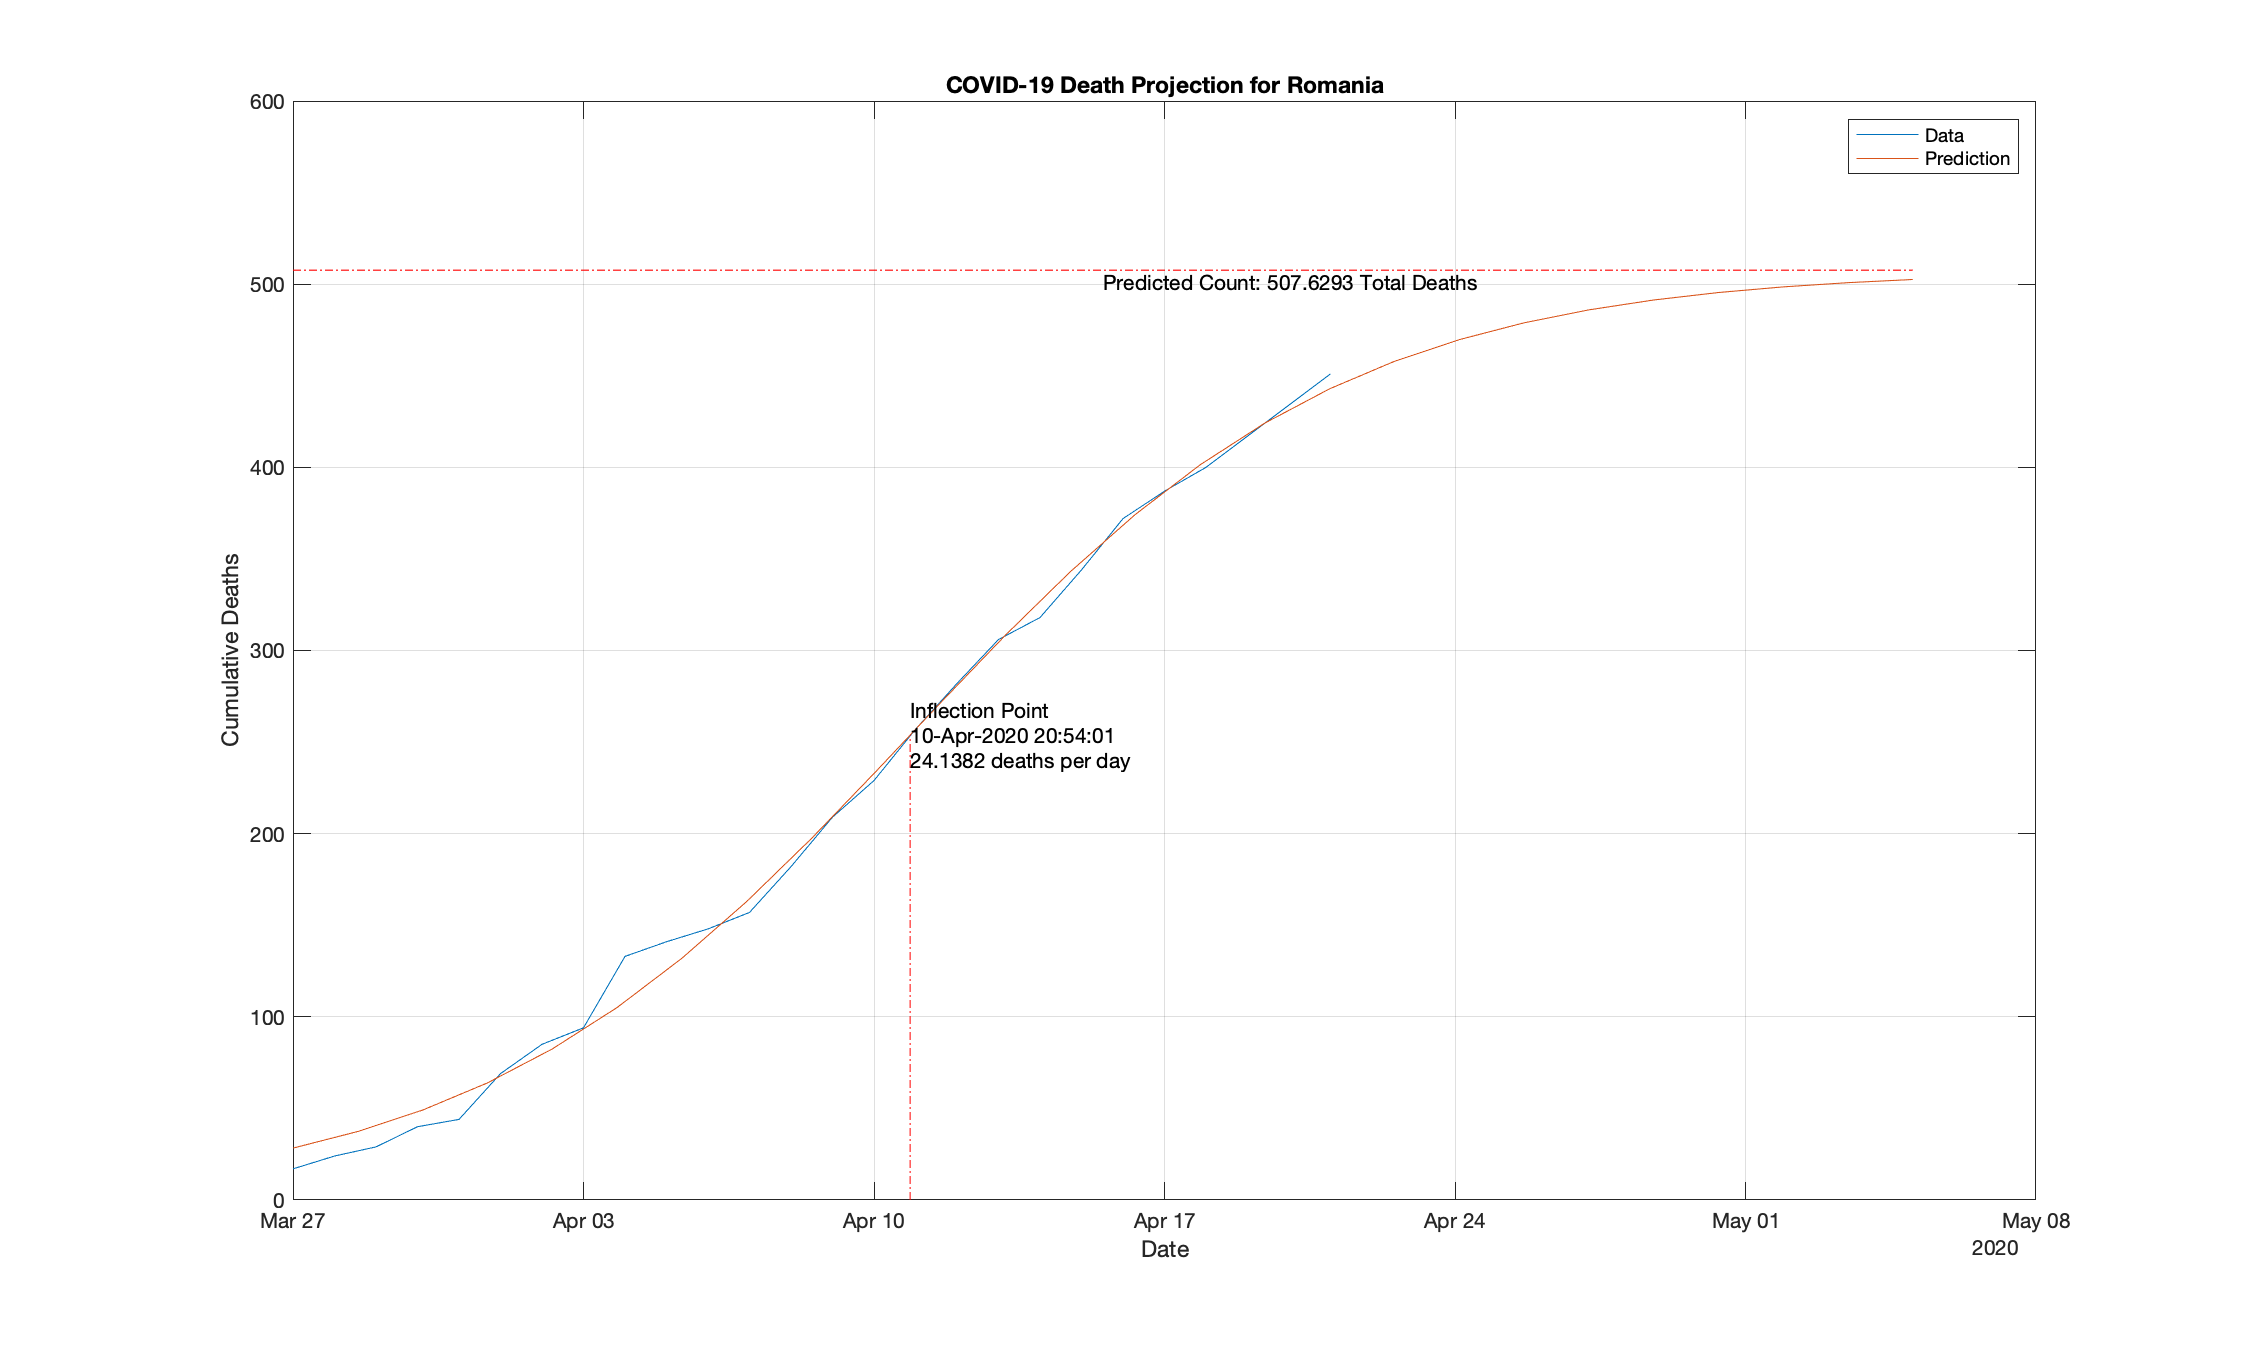 COVID-19 Death Projection for Romania
600
500
400
300
200
100
0
Cumulative Deaths
Data
Prediction
Predicted Count: 507.6293 Total Deaths
Inflection Point
10-Apr-2020 20:54:01
24.1382 deaths per day
Mar 27
Apr 03
Apr 10
Apr 17
Apr 24
May 01
May 08
Date
2020